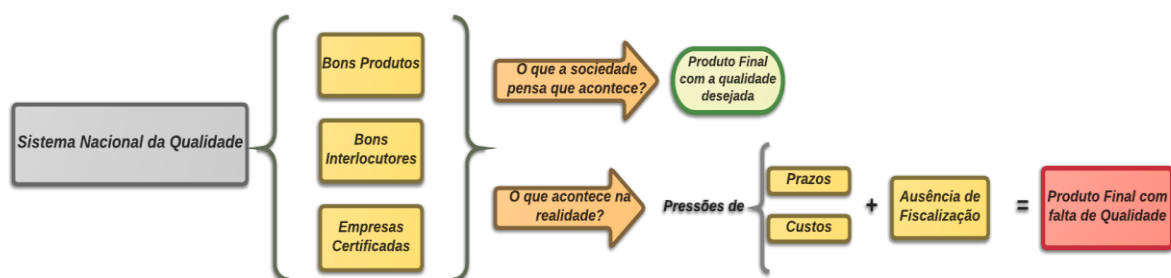 Sistema Nacional da Qualidade
Bons Produtos
Bons
Interlocutores
Empresas
Certificadas
O que a sociedade
pensa que acontece?
Produto Final
com a qualidade
desejada
O que acontece na
realidade?
Pressões de
Prazos
Custos
+
Ausência de
Fiscalização
=
Produto Final com
falta de Qualidade